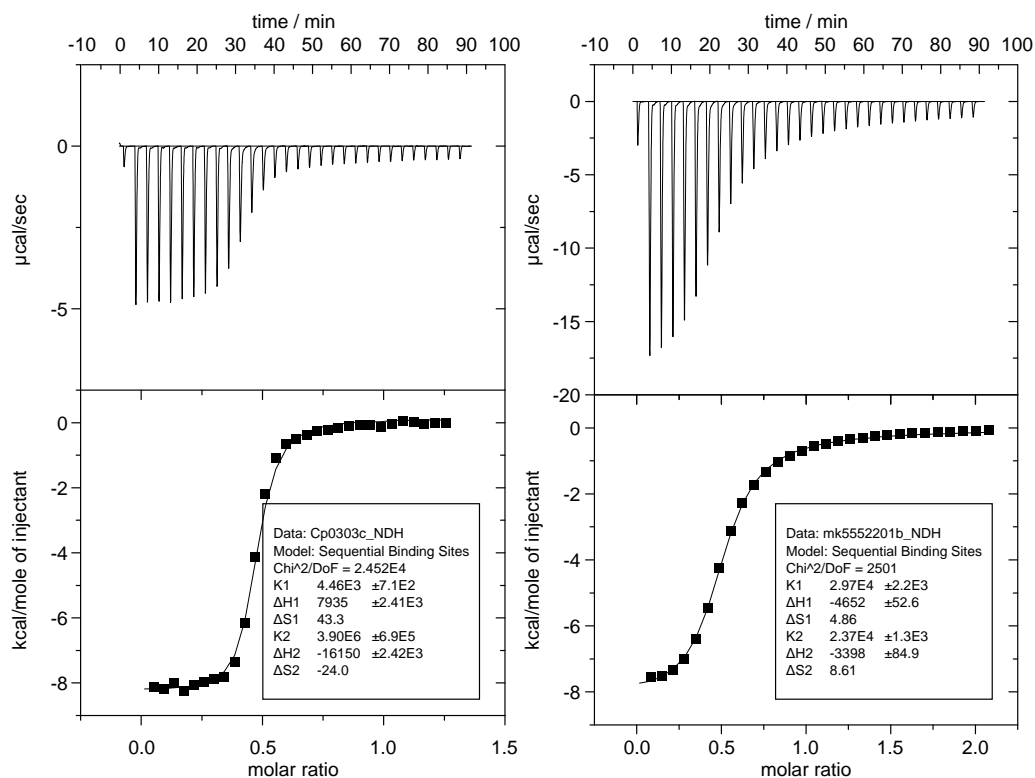 time / min
-10 0 10 20 30 40 50 60 70 80 90 100
0
-5
µcal/sec
0
-2
-4
-6
-8
kcal/mole of injectant
Data: Cp0303c_NDH
Model: Sequential Binding Sites
Chi^2/DoF = 2.452E4
K1 4.46E3 ±7.1E2
ΔH1 7935 ±2.41E3
ΔS1 43.3
K2 3.90E6 ±6.9E5
ΔH2 -16150 ±2.42E3
ΔS2 -24.0
0.0 0.5 1.0 1.5
molar ratio
time / min
-10 0 10 20 30 40 50 60 70 80 90 100
0
-5
-10
-15
-20
µcal/sec
0
-2
-4
-6
-8
kcal/mole of injectant
Data: mk5552201b_NDH
Model: Sequential Binding Sites
Chi^2/DoF = 2501
K1 2.97E4 ±2.2E3
ΔH1 -4652 ±52.6
ΔS1 4.86
K2 2.37E4 ±1.3E3
ΔH2 -3398 ±84.9
ΔS2 8.61
0.0 0.5 1.0 1.5 2.0
molar ratio